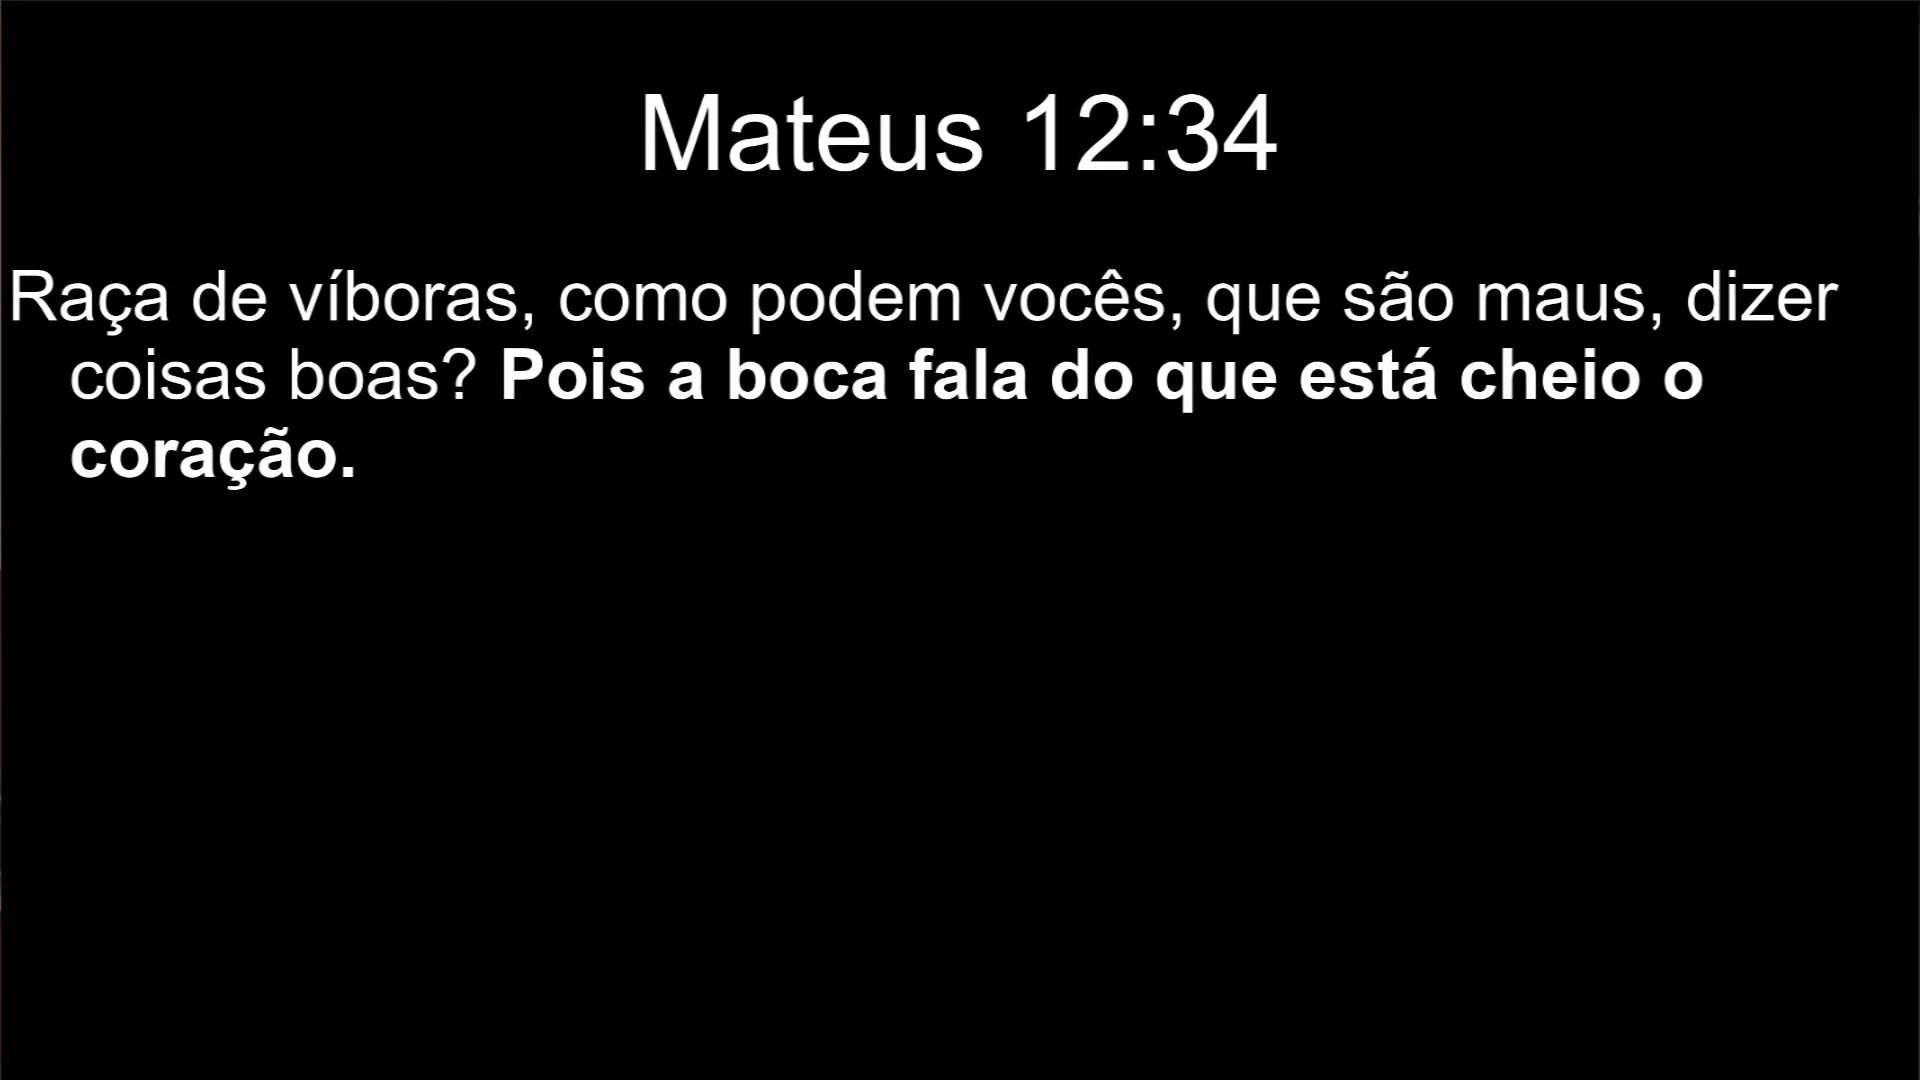 Mateus 12:34
Raça de víboras, como podem vocês, que são maus, dizer
coisas boas? Pois a boca fala do que está cheio o
coração.